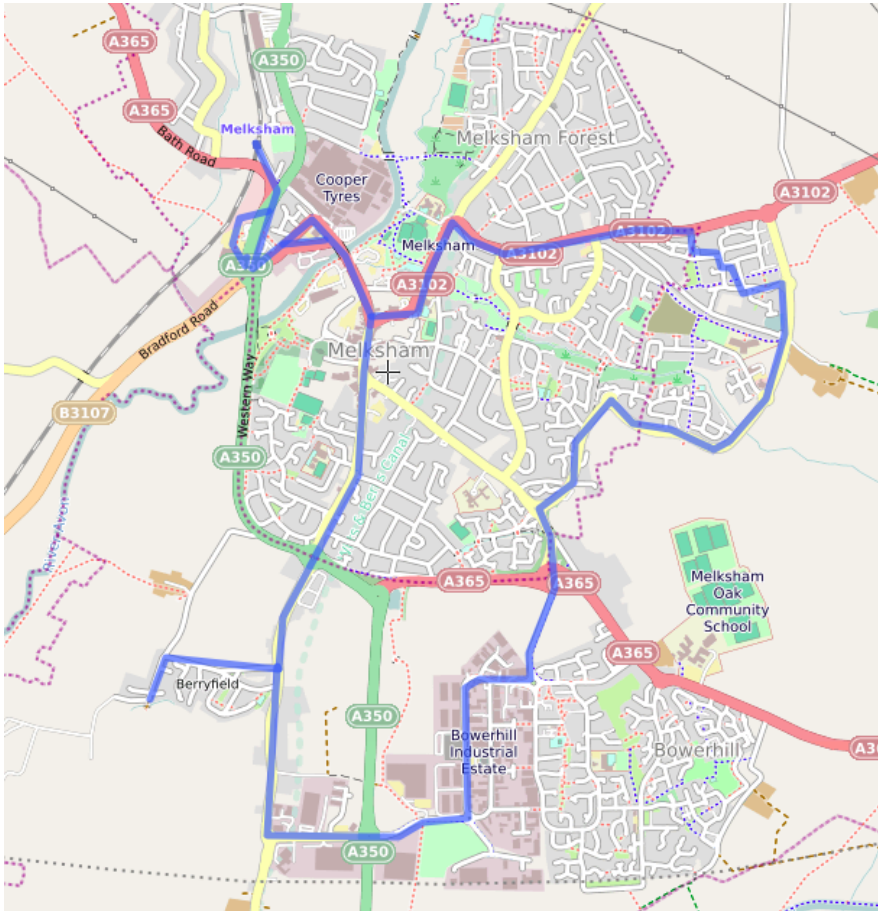 A365
A350
A365
Melksham
Bath Road
Melksham Forest
Cooper
Tyres
A3102
A3102
Melksham
A3102
A350
A3102
Bradford Road
Melksham
Western Way
B3107
A350
Wilts & Berks Canal
River Avon
A365
A365
Melksham
Oak
Community
School
A365
Berryfield
A350
Bowerhill
Industrial
Estate
Bowerhill
A350